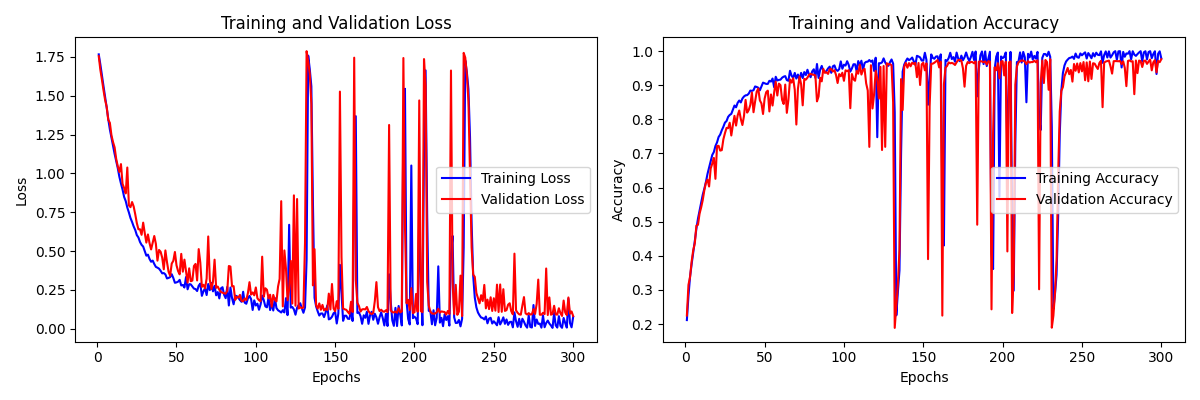 Training and Validation Loss
Loss
1.75
1.50
1.25
1.00
0.75
0.50
0.25
0.00
Training Loss
Validation Loss
0 50 100 150 200 250 300
Epochs
Training and Validation Accuracy
Accuracy
1.0
0.9
0.8
0.7
0.6
0.5
0.4
0.3
0.2
Training Accuracy
Validation Accuracy
0 50 100 150 200 250 300
Epochs